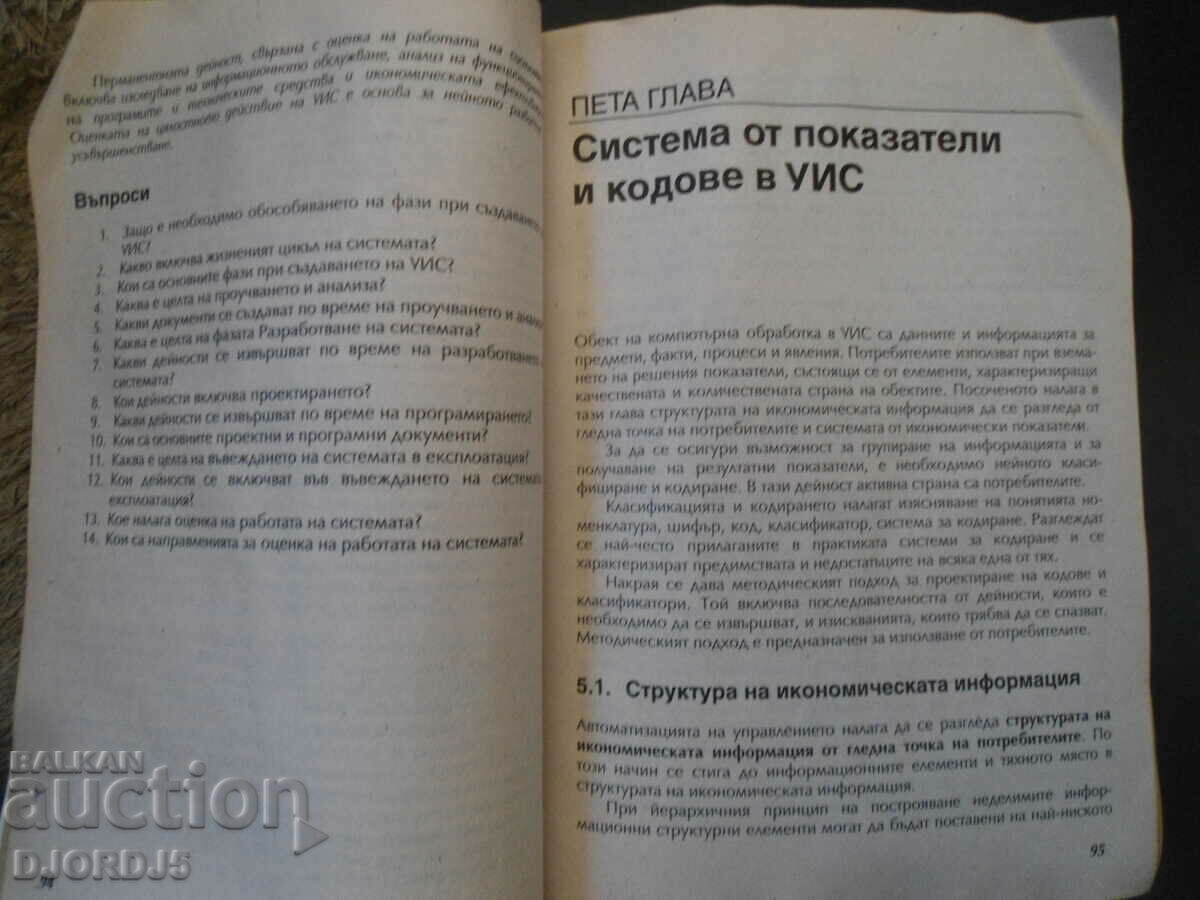 Перманентната дейност, свързана с оценка на работата на
включва изследване на информационното обслужване, анализ на
на програмите и техническите средства и икономическата
Оценката на цялостното действие на УИС е основа за нейното
усъвършенстване.
Въпроси
1. Защо е необходимо обособяването на фази при създаването
УИС?
2. Какво включва жизненият цикъл на системата?
3. Кои са основните фази при създаването на УИС?
4. Каква е целта на проучването и анализа?
5. Какви документи се създават по време на проучването и
6. Каква е целта на фазата Разработване на системата?
7. Какви дейности се извършват по време на разработването
системата?
8. Кои дейности включва проектирането?
9. Какви дейности се извършват по време на програмирането?
10. Кои са основните проектни и програмни документи?
11. Каква е целта на въвеждането на системата в експлоатация?
12. Кои дейности се включват във въвеждането на системата
експлоатация?
13. Кое налага оценка на работата на системата?
14. Кои са направленията за оценка на работата на системата?
94
ПЕТА ГЛАВА
Система от показатели
и кодове в УИС
Обект на компютърна обработка в УИС са данните и информацията за
предмети, факти, процеси и явления. Потребителите използват при взема-
нето на решения показатели, състоящи се от елементи, характеризиращи
качествената и количествената страна на обектите. Посоченото налага в
тази глава структурата на икономическата информация да се разгледа от
гледна точка на потребителите и системата от икономически показатели.
За да се осигури възможност за групиране на информацията и за
получаване на резултатни показатели, е необходимо нейното класи-
фициране и кодиране. В тази дейност активна страна са потребителите.
Класификацията и кодирането налагат изясняване на понятията но-
менклатура, шифър, код, класификатор, система за кодиране. Разглеждат
се най-често прилаганите в практиката системи за кодиране и се
характеризират предимствата и недостатъците на всяка една от тях.
Накрая се дава методическият подход за проектиране на кодове и
класификатори. Той включва последователността от дейности, които е
необходимо да се извършват, и изискванията, които трябва да се спазват.
Методическият подход е предназначен за използване от потребителите.
5.1. Структура на икономическата информация
Автоматизацията на управлението налага да се разгледа структурата на
икономическата информация от гледна точка на потребителите. По
този начин се стига до информационните елементи и тяхното място в
структурата на икономическата информация.
При йерархичния принцип на построяване неделимите инфор-
мационни структурни елементи могат да бъдат поставени на най-ниското
95
BALKAN
auction
DJORDJ5